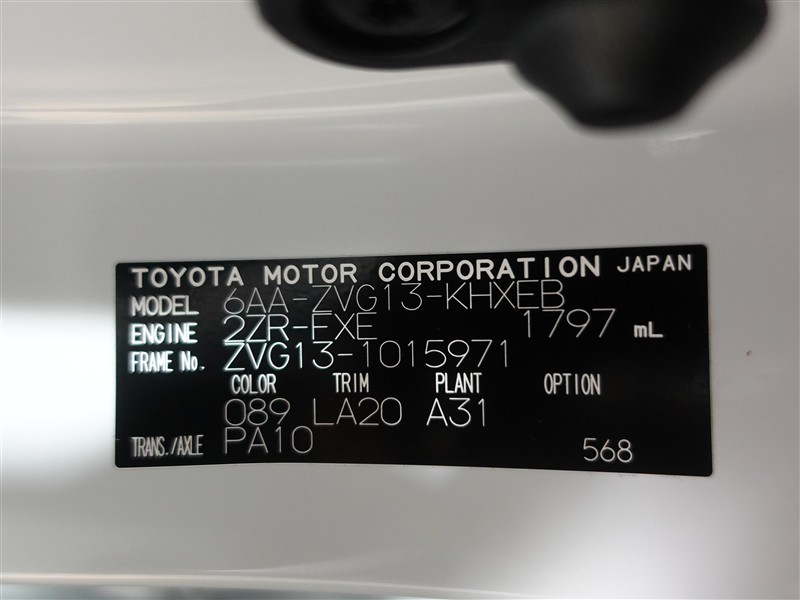 TOYOTA MOTOR CORPORATION JAPAN
MODEL 6AA-ZVG13-KHXEB
ENGINE 2ZR-EXE 1797 mL
FRAME No. ZVG13-1015971
COLOR TRIM PLANT OPTION
089 LA20 A31
TRANS./AXLE PA10 568